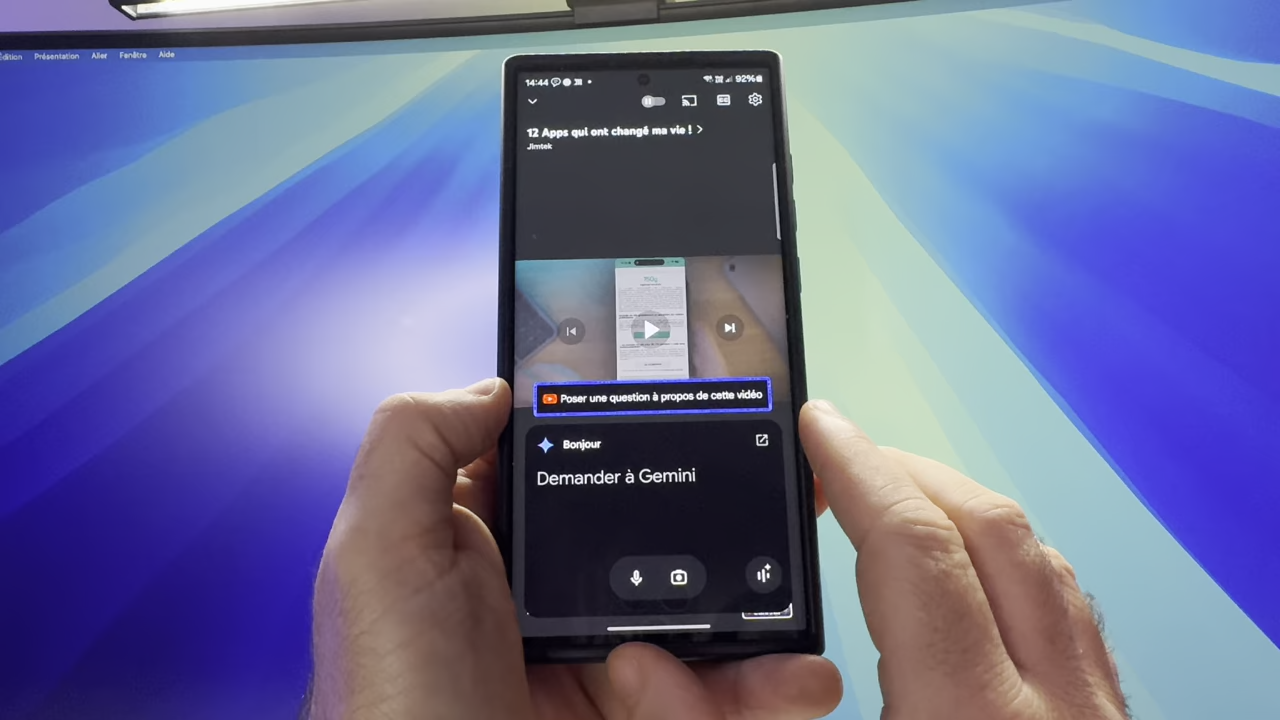 Édition Présentation Aller Fenêtre Aide
14:44 92%
12 Apps qui ont changé ma vie ! >
Jimtek
Poser une question à propos de cette vidéo
Bonjour
Demander à Gemini